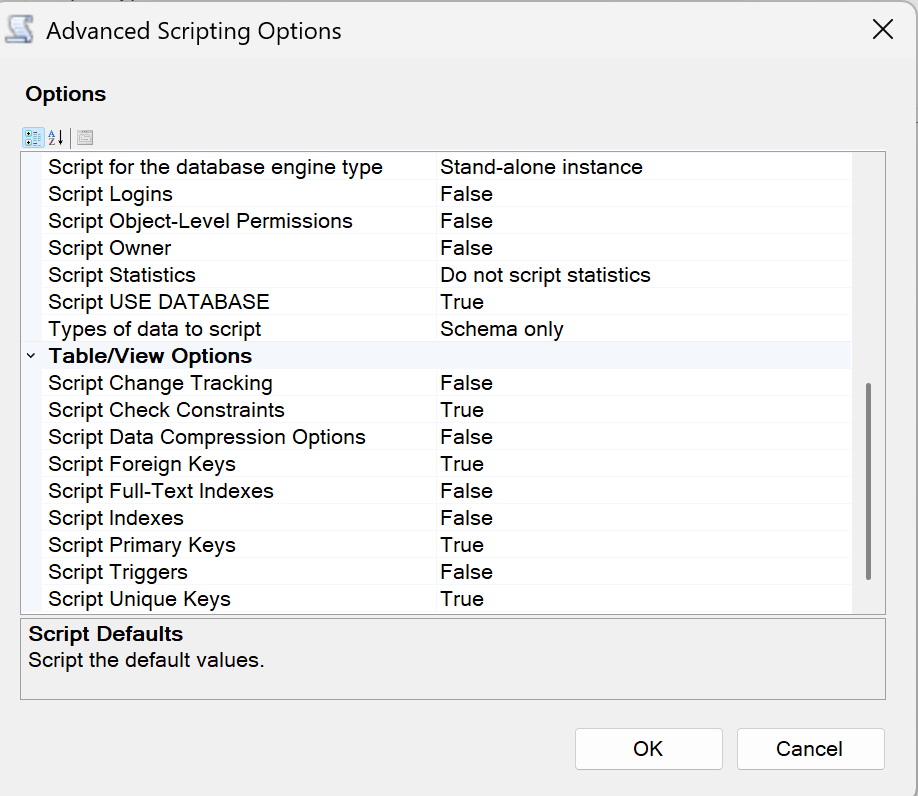 Advanced Scripting Options
Options
Script for the database engine type Stand-alone instance
Script Logins False
Script Object-Level Permissions False
Script Owner False
Script Statistics Do not script statistics
Script USE DATABASE True
Types of data to script Schema only
Table/View Options
Script Change Tracking False
Script Check Constraints True
Script Data Compression Options False
Script Foreign Keys True
Script Full-Text Indexes False
Script Indexes False
Script Primary Keys True
Script Triggers False
Script Unique Keys True
Script Defaults
Script the default values.
OK Cancel